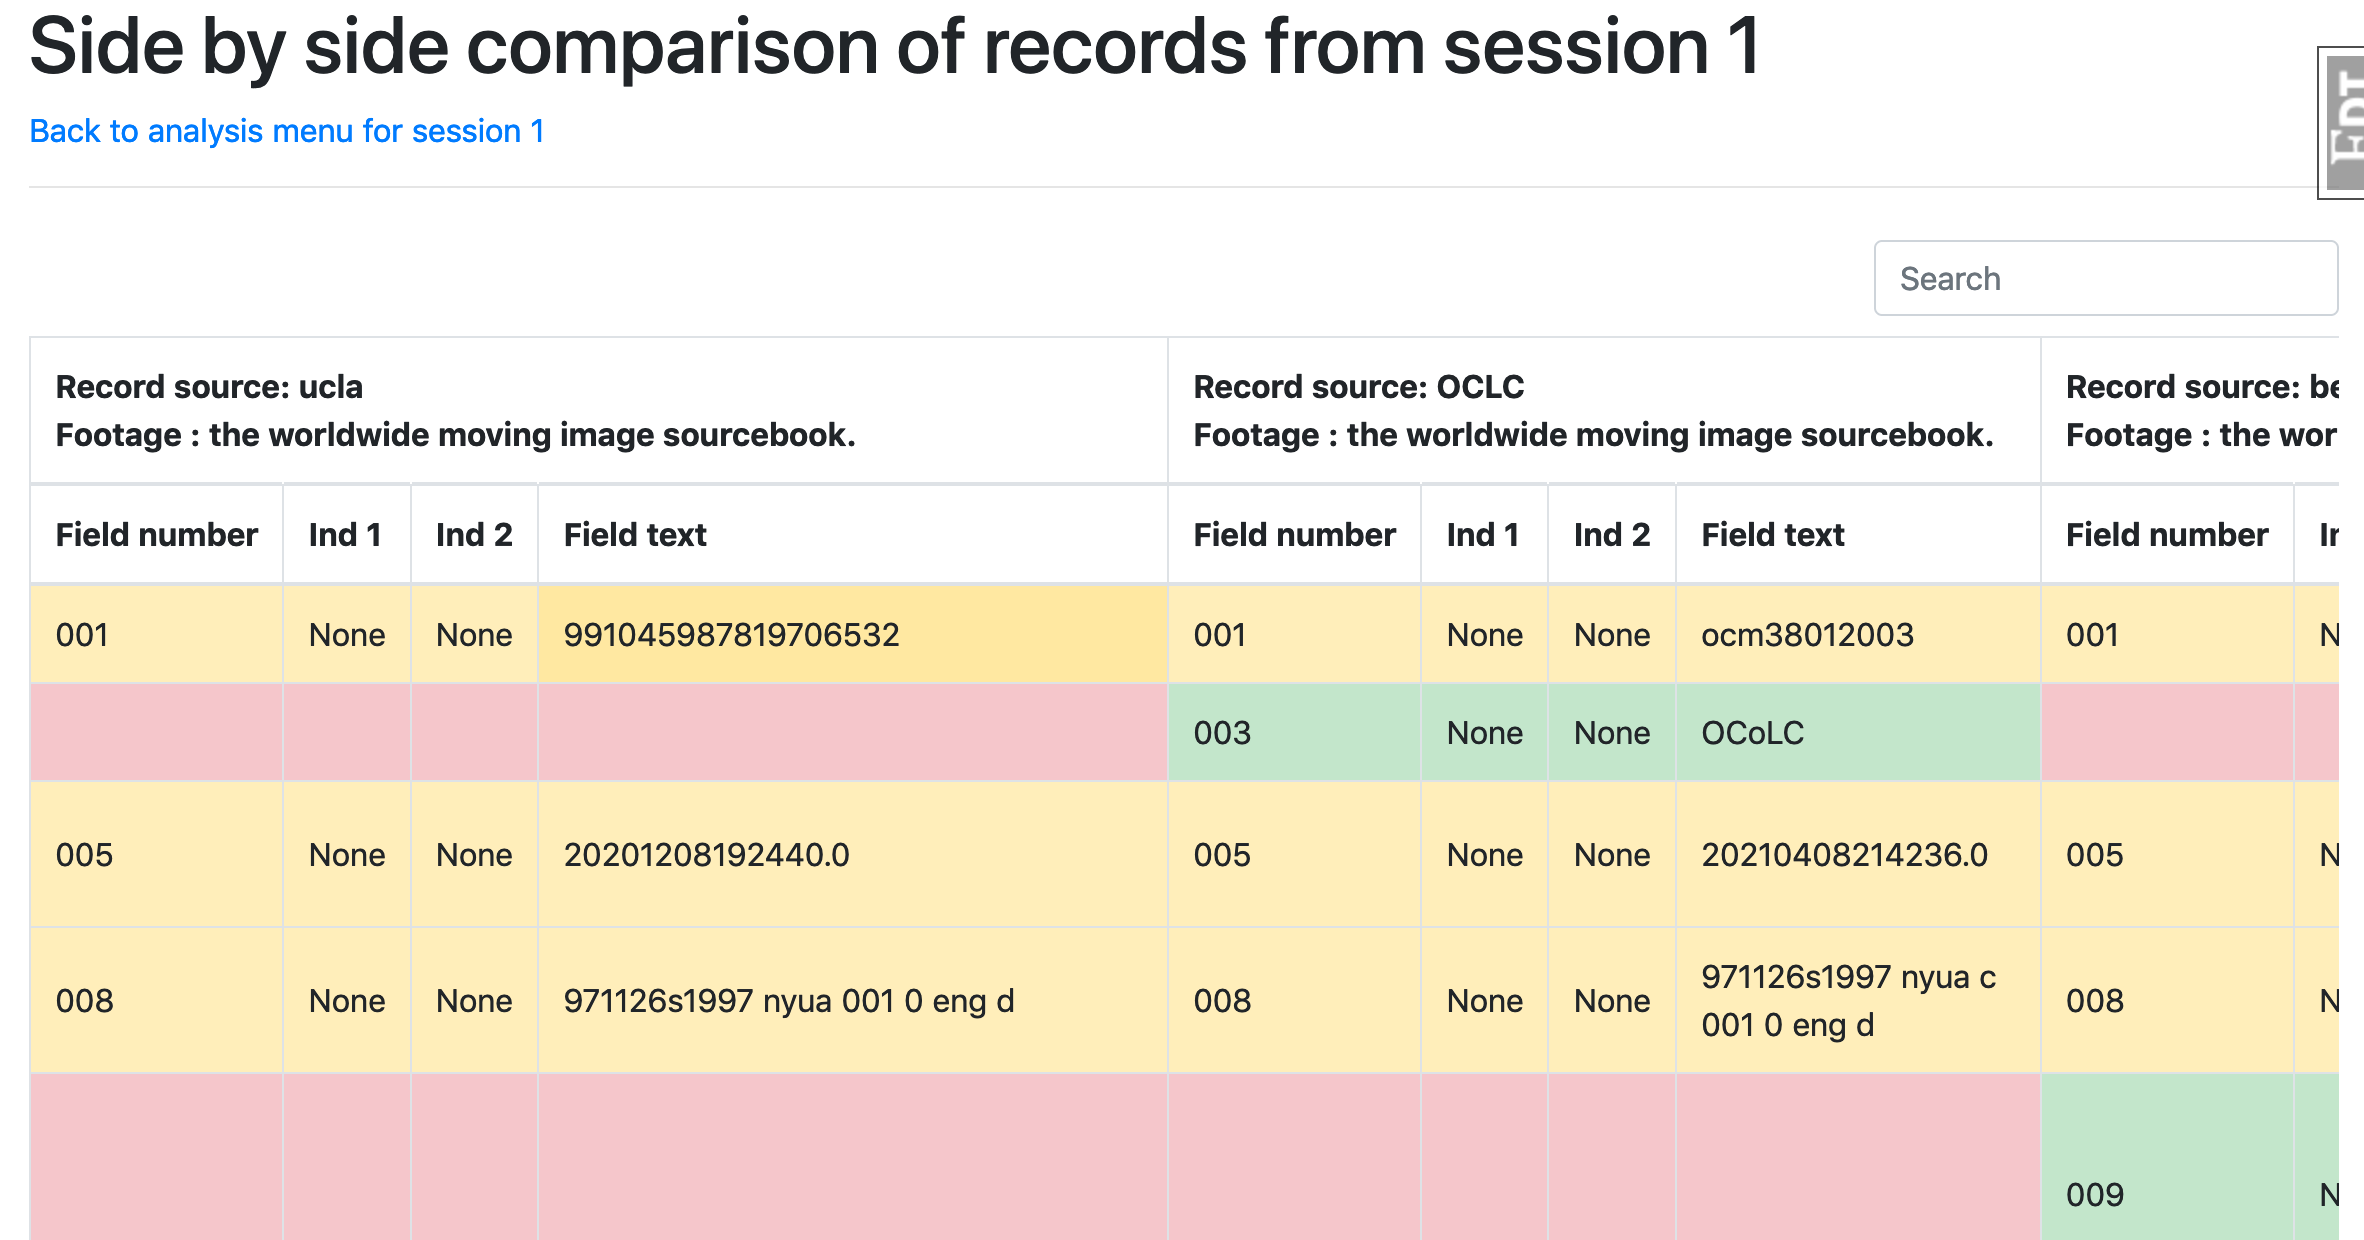 Side by side comparison of records from session 1
Back to analysis menu for session 1
FDT
Search
Record source: ucla
Footage : the worldwide moving image sourcebook.
Record source: OCLC
Footage : the worldwide moving image sourcebook.
Record source:
Footage : the
Field number Ind 1 Ind 2 Field text Field number Ind 1 Ind 2 Field text Field number
001 None None 991045987819706532 001 None None ocm38012003 001
003 None None OCoLC
005 None None 20201208192440.0 005 None None 20210408214236.0 005
008 None None 971126s1997 nyua 001 0 eng d 008 None None 971126s1997 nyua c
001 0 eng d 008
009